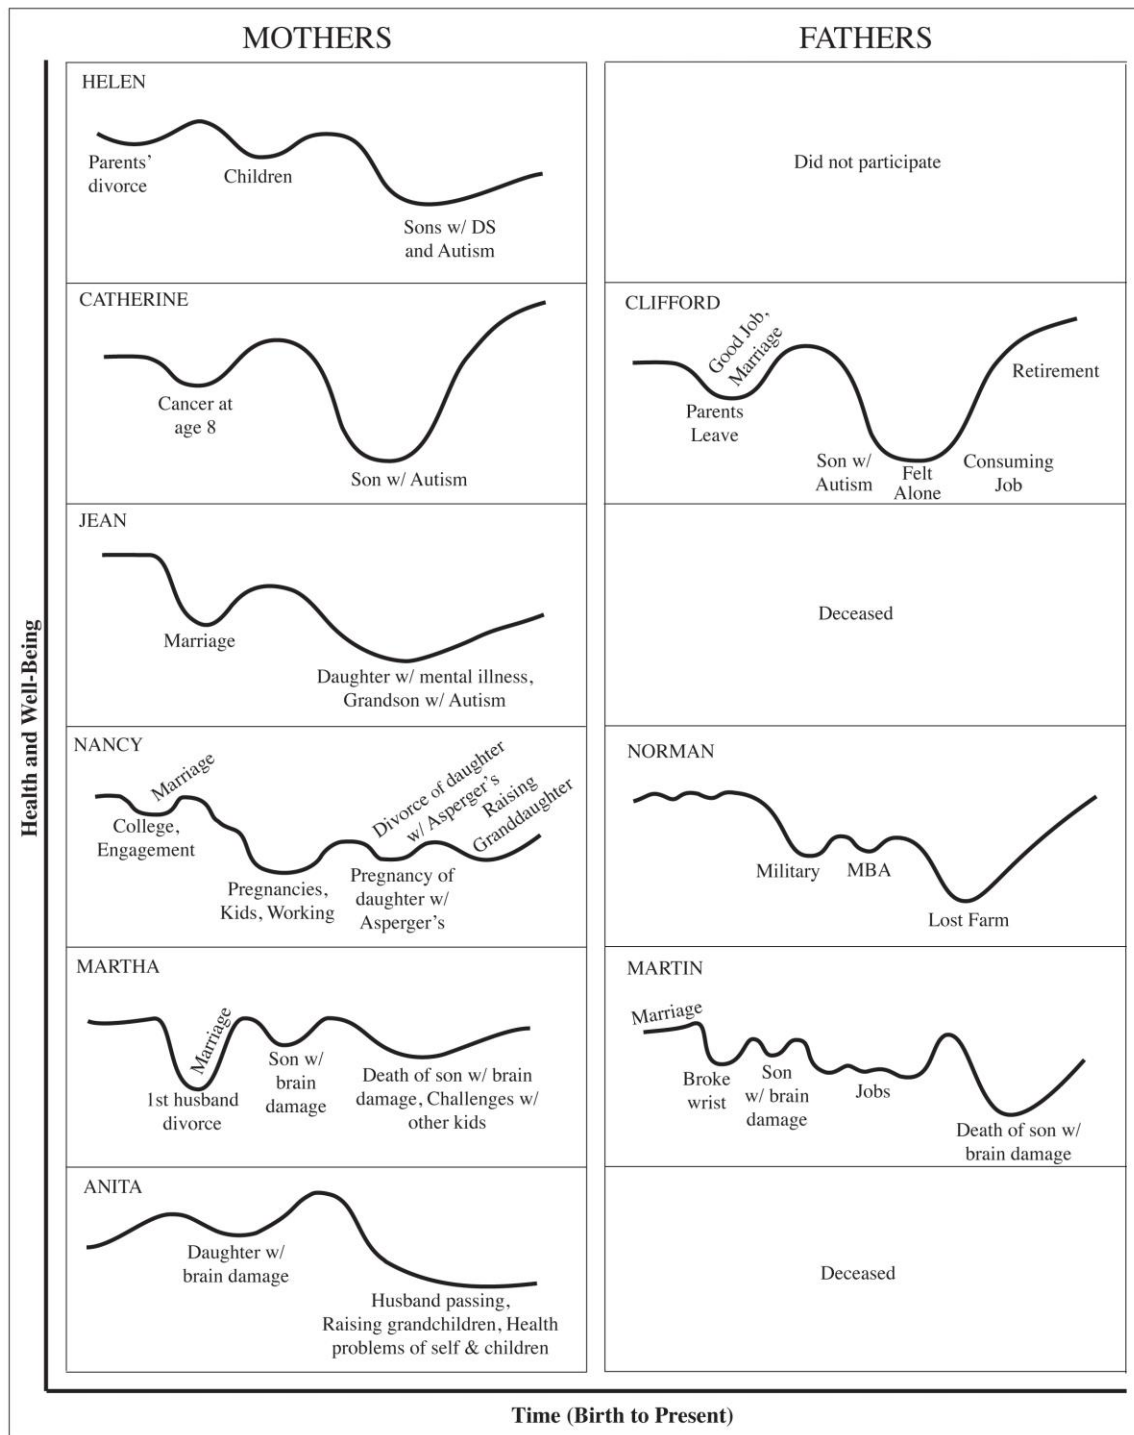 MOTHERS
FATHERS
Health and Well-Being
HELEN
Parents’
divorce
Children
Sons w/ DS
and Autism
Did not participate
CATHERINE
Cancer at
age 8
Son w/ Autism
CLIFFORD
Good Job,
Marriage
Parents
Leave
Son w/
Autism
Felt
Alone
Consuming
Job
Retirement
JEAN
Marriage
Daughter w/ mental illness,
Grandson w/ Autism
Deceased
NANCY
Marriage
College,
Engagement
Pregnancies,
Kids, Working
Divorce of daughter
w/ Asperger’s
Raising
Granddaughter
Pregnancy of
daughter w/
Asperger’s
NORMAN
Military
MBA
Lost Farm
MARTHA
Marriage
1st husband
divorce
Son w/
brain
damage
Death of son w/ brain
damage, Challenges w/
other kids
MARTIN
Marriage
Broke
wrist
Son
w/ brain
damage
Jobs
Death of son w/
brain damage
ANITA
Daughter w/
brain damage
Husband passing,
Raising grandchildren, Health
problems of self & children
Deceased
Time (Birth to Present)